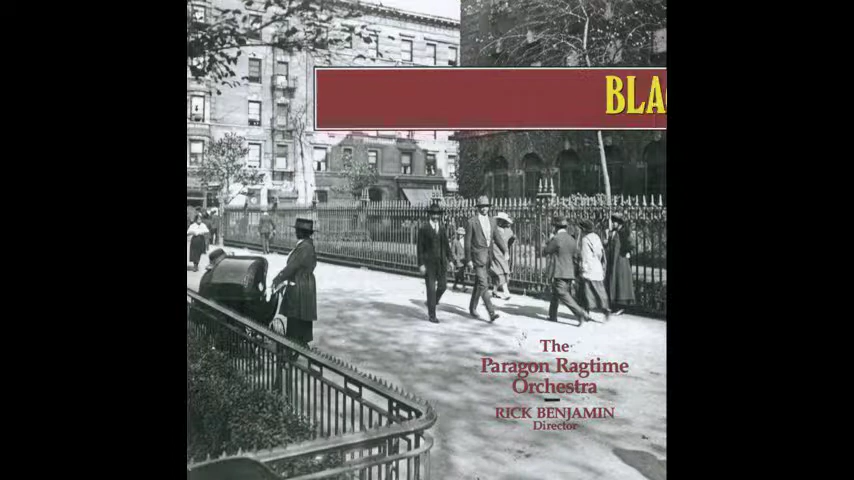 BLA
The
Paragon Ragtime
Orchestra
RICK BENJAMIN
Director